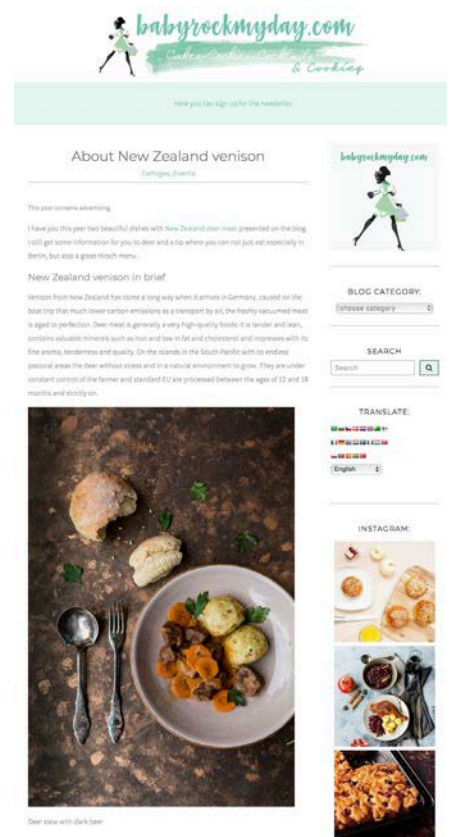 babyrockmyday.com
Cakes, Cookies, Cocktails
& Cooking
Here you can sign up for the newsletter
About New Zealand venison
Cottages, Events
This post contains advertising.
I have you this year two beautiful dishes with New Zealand deer meat presented on the blog.
I still get some information for you to deer and a tip where you can not just eat especially in
Berlin, but also a great Hirsch menu.
New Zealand venison in brief
Venison from New Zealand has come a long way when it arrives in Germany, caused on the
boat trip that much lower carbon emissions as a transport by air, the freshly vacuumed meat
is aged to perfection. Deer meat is generally a very high-quality foods: it is tender and lean,
contains valuable minerals such as iron and low in fat and cholesterol and impresses with its
fine aroma, tenderness and quality. On the islands in the South Pacific with its endless
pastoral areas the deer without stress and in a natural environment to grow. They are under
constant control of the farmer and standard EU are processed between the ages of 12 and 18
months and strictly on.
Deer stew with dark beer
babyrockmyday.com
BLOG CATEGORY:
choose category
SEARCH
Search
TRANSLATE:
English
INSTAGRAM: